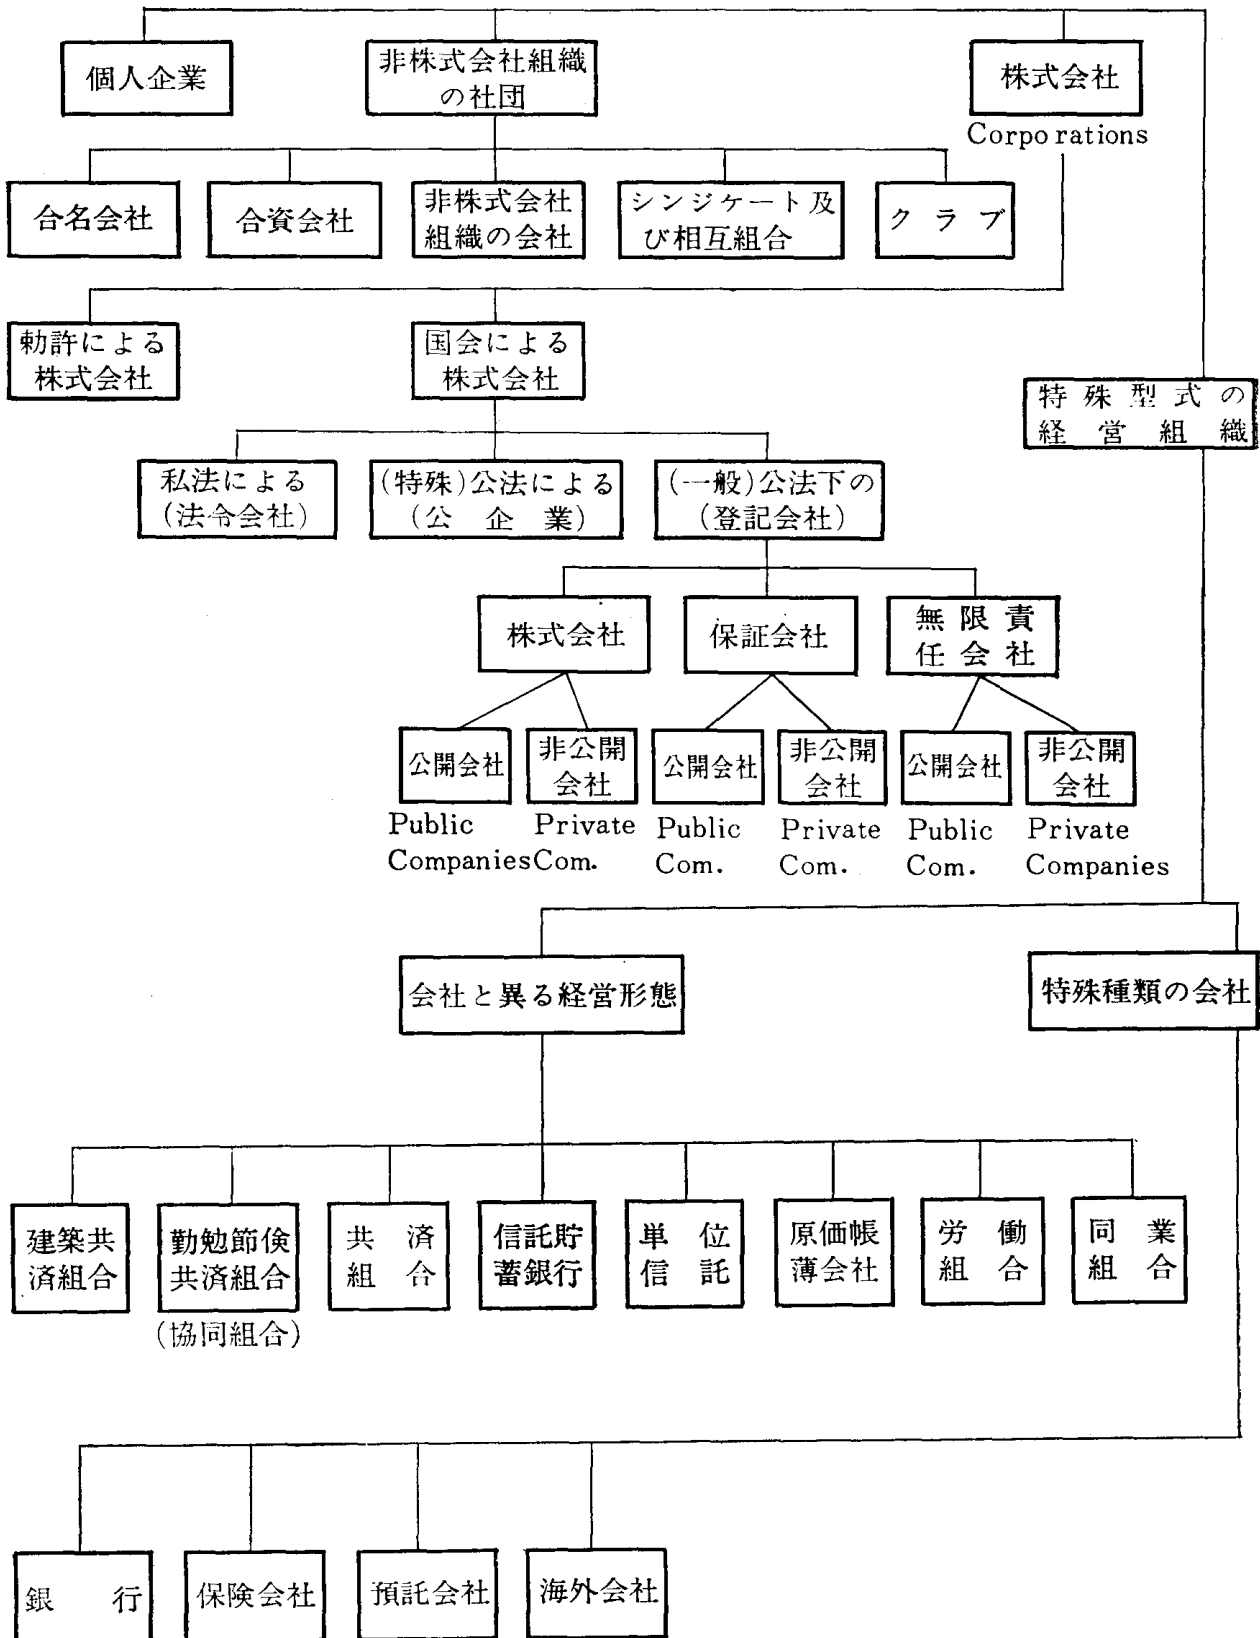 個人企業
非株式会社組織
の社団
株式会社
Corporations
合名会社
合資会社
非株式会社
組織の会社
シンジケート及
び相互組合
クラブ
勅許による
株式会社
国会による
株式会社
特殊型式の
経営組織
私法による
(法令会社)
(特殊)公法による
(公企業)
(一般)公法下の
(登記会社)
株式会社
保証会社
無限責
任会社
公開会社
非公開
会社
公開会社
非公開
会社
公開会社
非公開
会社
Public
Companies
Private
Com.
Public
Com.
Private
Com.
Public
Com.
Private
Companies
会社と異る経営形態
特殊種類の会社
建築共
済組合
勤勉節倹
共済組合
(協同組合)
共済
組合
信託貯
蓄銀行
単位
信託
原価帳
薄会社
労働
組合
同業
組合
銀行
保険会社
預託会社
海外会社